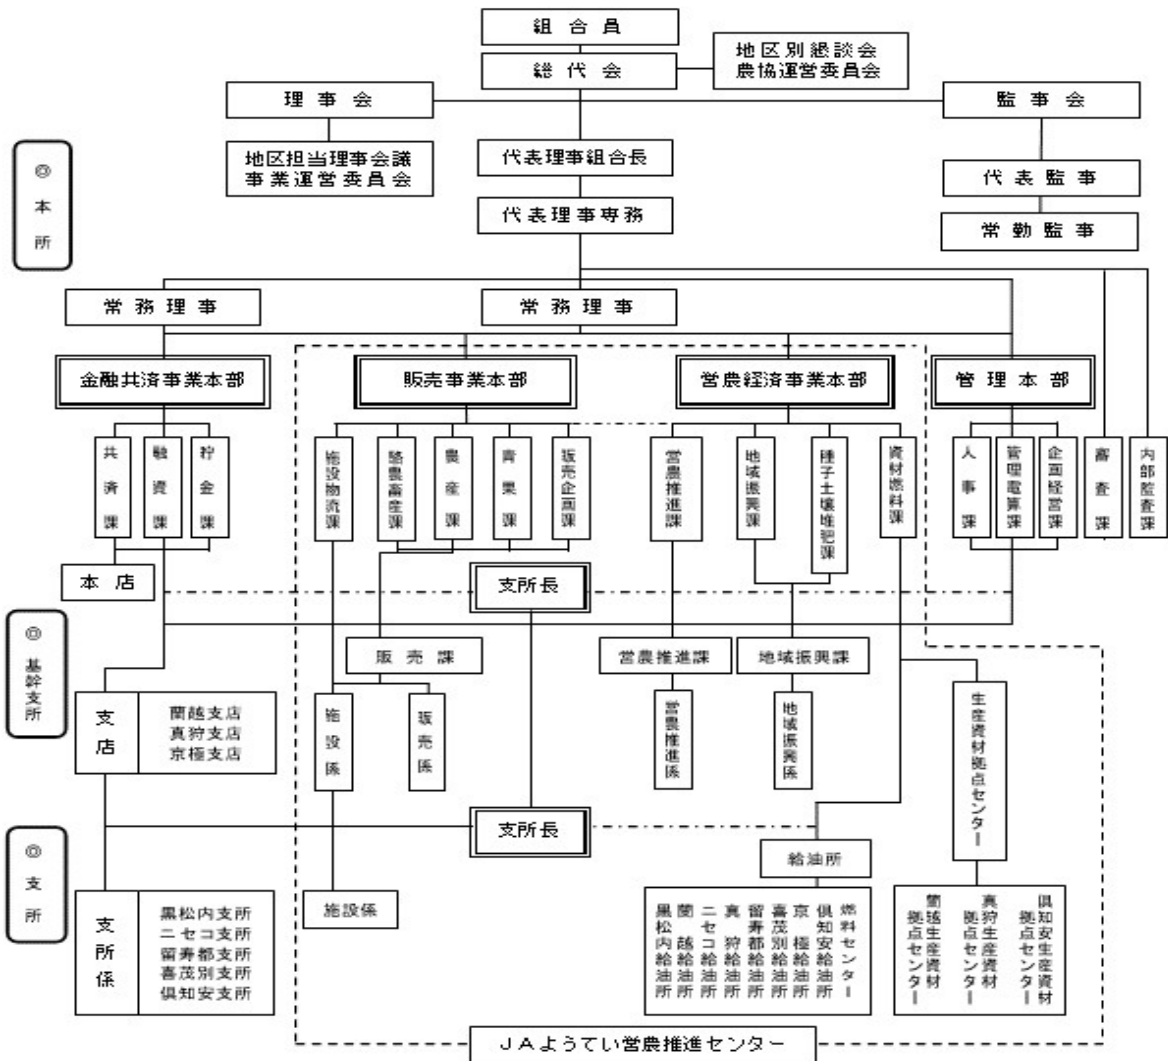 組合員
総代会
地区別懇談会
農協運営委員会
理事会
監事会
地区担当理事会議
事業運営委員会
代表理事組合長
代表監事
代表理事専務
常勤監事
◎本所
常務理事
常務理事
金融共済事業本部
販売事業本部
営農経済事業本部
管理本部
共済課
融資課
貯金課
施設物流課
酪農畜産課
農産課
青果課
販売企画課
営農推進課
地域振興課
種子土壌堆肥課
資材燃料課
人事課
管理電算課
企画経営課
審査課
内部監査課
本店
支所長
◎基幹支所
販売課
営農推進課
地域振興課
支店
蘭越支店
真狩支店
京極支店
施設係
販売係
営農推進係
地域振興係
生産資材拠点センター
◎支所
支所長
給油所
支所係
黒松内支所
ニセコ支所
留寿都支所
喜茂別支所
倶知安支所
施設係
黒松内給油所
蘭越給油所
ニセコ給油所
真狩給油所
留寿都給油所
喜茂別給油所
京極給油所
倶知安給油所
燃料センター
蘭越生産資材
拠点センター
真狩生産資材
拠点センター
倶知安生産資材
拠点センター
JAようてい営農推進センター